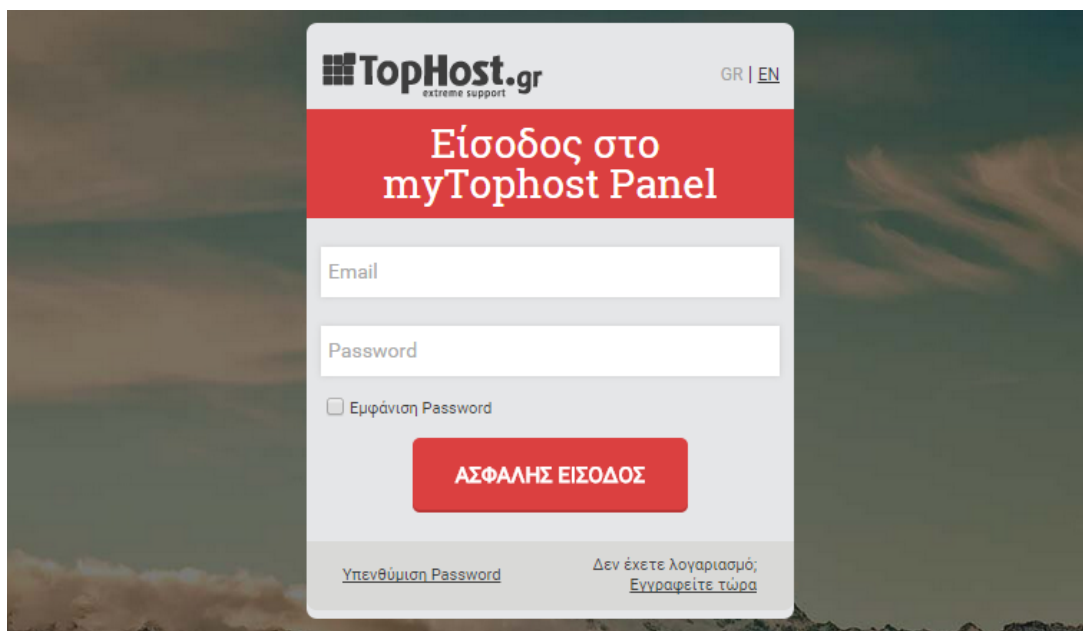 TopHost.gr
extreme support
GR | EN
Είσοδος στο
myTophost Panel
Email
Password
Εμφάνιση Password
ΑΣΦΑΛΗΣ ΕΙΣΟΔΟΣ
Υπενθύμιση Password
Δεν έχετε λογαριασμό;
Εγγραφείτε τώρα